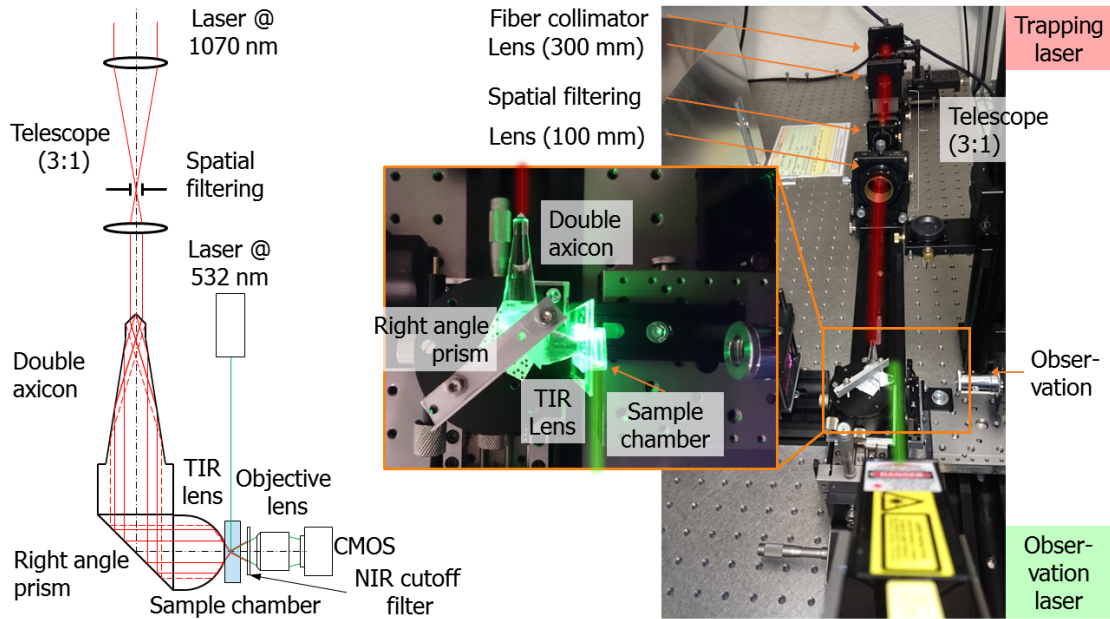 Laser @
1070 nm
Telescope
(3:1)
Spatial
filtering
Laser @
532 nm
Double
axicon
TIR
lens
Objective
lens
CMOS
Right angle
prism
Sample chamber
NIR cutoff
filter
Fiber collimator
Lens (300 mm)
Spatial filtering
Lens (100 mm)
Trapping
laser
Telescope
(3:1)
Double
axicon
Right angle
prism
TIR
Lens
Sample
chamber
Obser-
vation
DANGER
Obser-
vation
laser